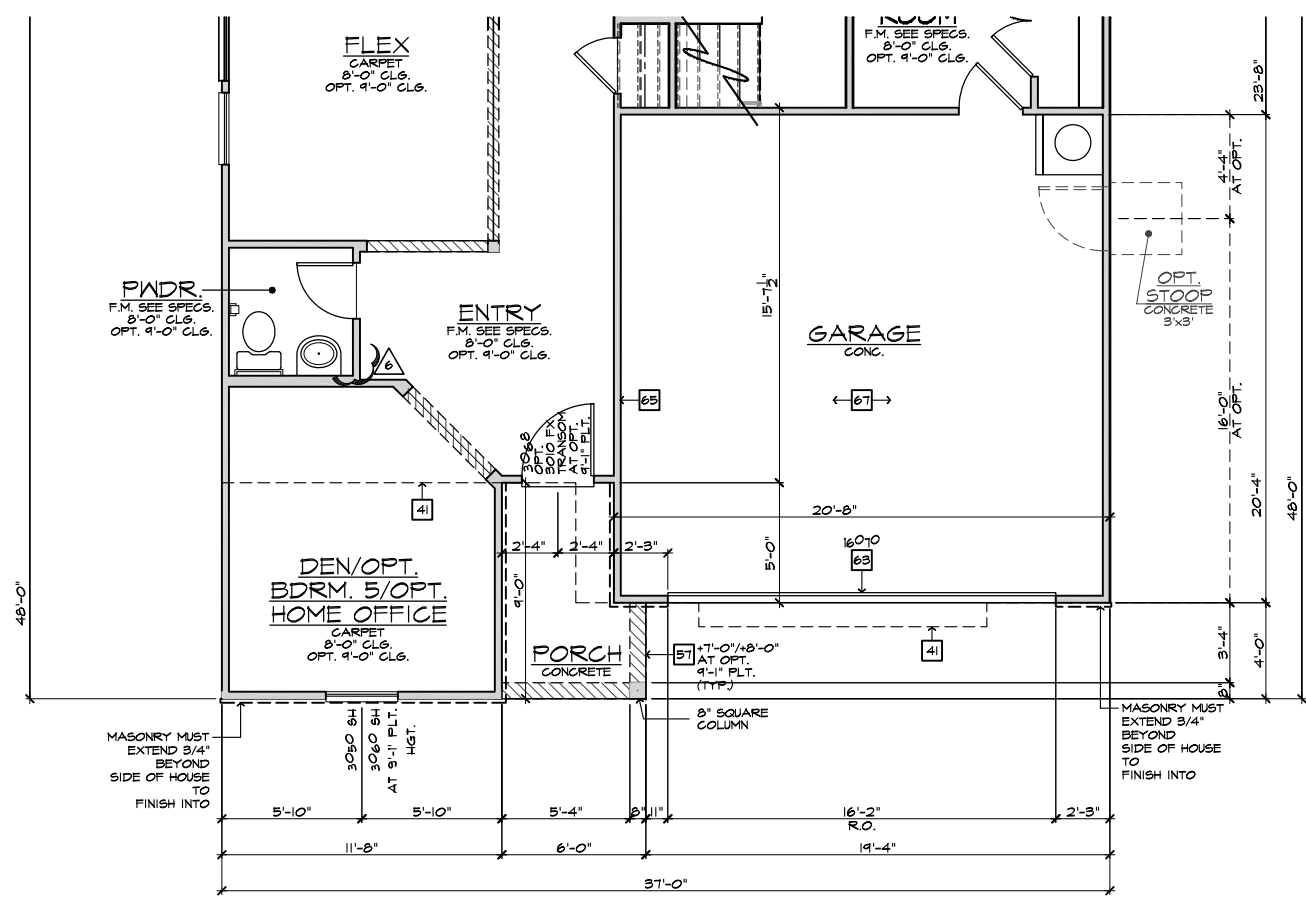 FLEX
CARPET
8'-0" CLG.
OPT. 9'-0" CLG.
ROOM
F.M. SEE SPECS.
8'-0" CLG.
OPT. 9'-0" CLG.
23'-8"
4'-4"
AT OPT.
OPT.
STOOP
CONCRETE
3'x3'
PWDR.
F.M. SEE SPECS.
8'-0" CLG.
OPT. 9'-0" CLG.
ENTRY
F.M. SEE SPECS.
8'-0" CLG.
OPT. 9'-0" CLG.
6
15'-7½"
GARAGE
CONC.
65
67
16'-0"
AT OPT.
3068
OPT.
3010 FX
TRANSOM
AT OPT.
9'-1" PLT.
41
20'-8"
20'-4"
48'-0"
48'-0"
DEN/OPT.
BDRM. 5/OPT.
HOME OFFICE
CARPET
8'-0" CLG.
OPT. 9'-0" CLG.
2'-4"
2'-4"
2'-3"
9'-0"
5'-0"
16070
63
PORCH
CONCRETE
57
+7'-0"/+8'-0"
AT OPT.
9'-1" PLT.
(TYP.)
41
3'-4"
4'-0"
8"
8" SQUARE
COLUMN
MASONRY MUST
EXTEND 3/4"
BEYOND
SIDE OF HOUSE
TO
FINISH INTO
3050 SH
3060 SH
AT 9'-1" PLT.
HGT.
MASONRY MUST
EXTEND 3/4"
BEYOND
SIDE OF HOUSE
TO
FINISH INTO
5'-10"
5'-10"
5'-4"
8"
11"
16'-2"
R.O.
2'-3"
11'-8"
6'-0"
19'-4"
37'-0"